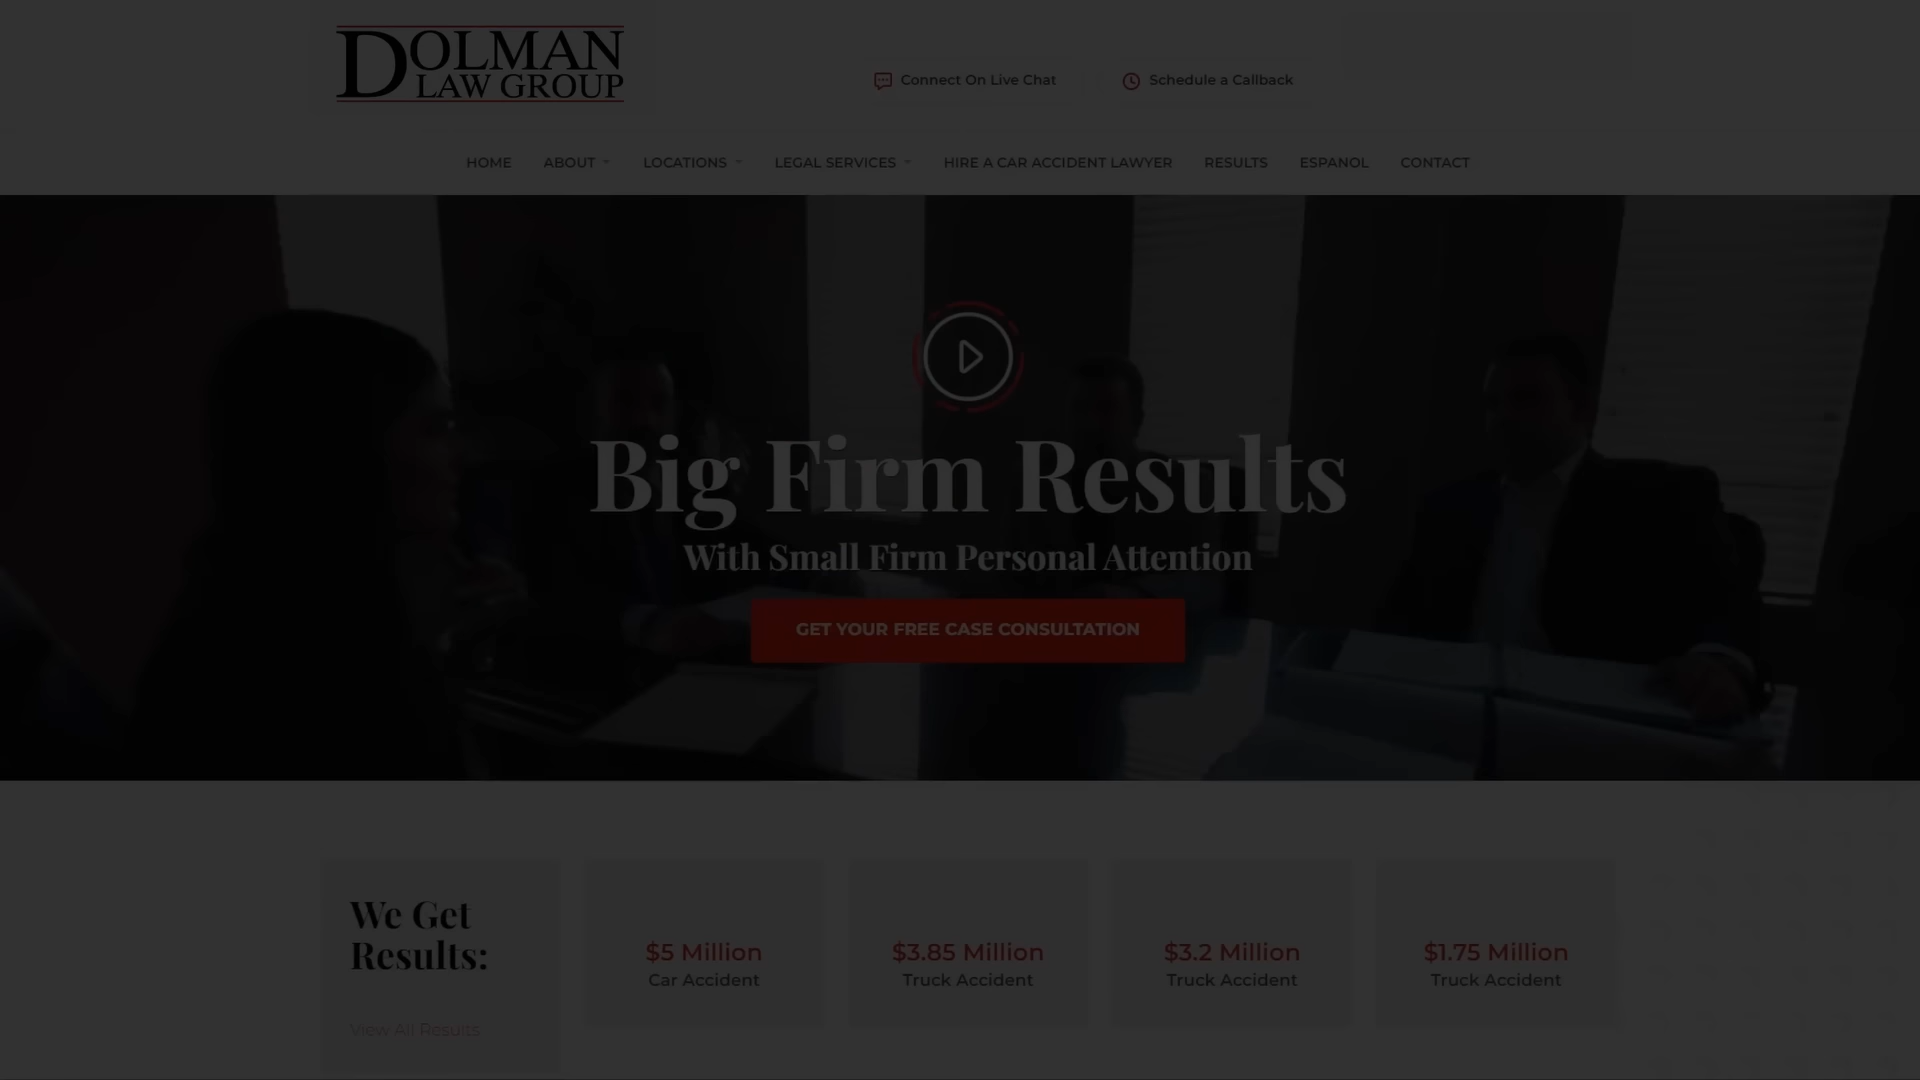 DOLMAN
LAW GROUP
Connect On Live Chat
Schedule a Callback
HOME
ABOUT
LOCATIONS
LEGAL SERVICES
HIRE A CAR ACCIDENT LAWYER
RESULTS
ESPANOL
CONTACT
Big Firm Results
With Small Firm Personal Attention
GET YOUR FREE CASE CONSULTATION
We Get
Results:
View All Results
$5 Million
Car Accident
$3.85 Million
Truck Accident
$3.2 Million
Truck Accident
$1.75 Million
Truck Accident